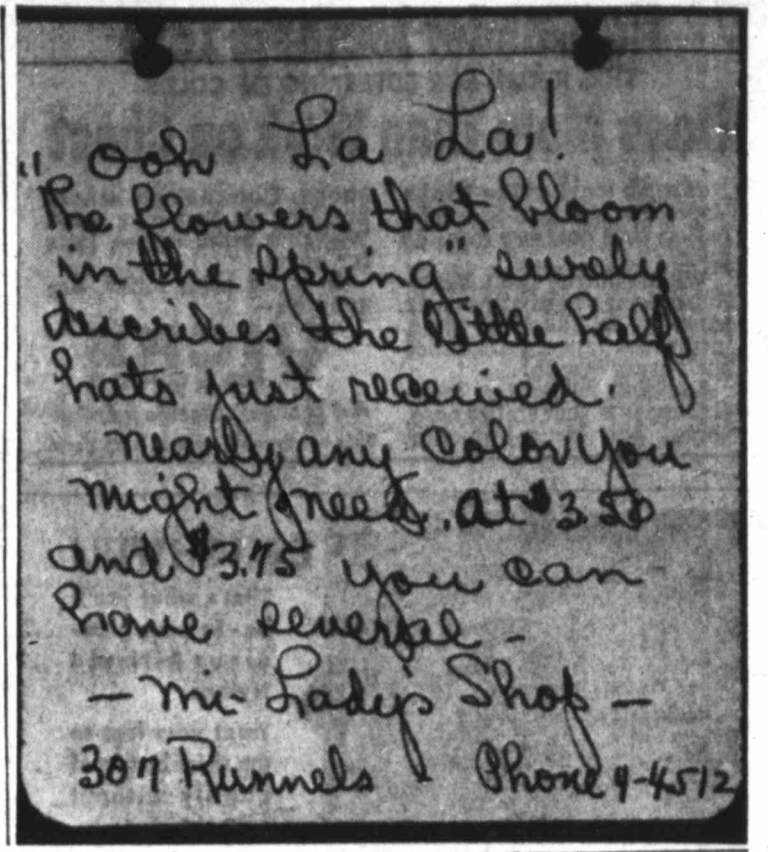 Ooh La La!
"The flowers that bloom
in the spring" surely
describes the little half
hats just received.
nearly any color you
might need. at $3.50
and $3.75 you can
have several -
- Mi-Lady's Shop -
307 Runnels. Phone 4-4512